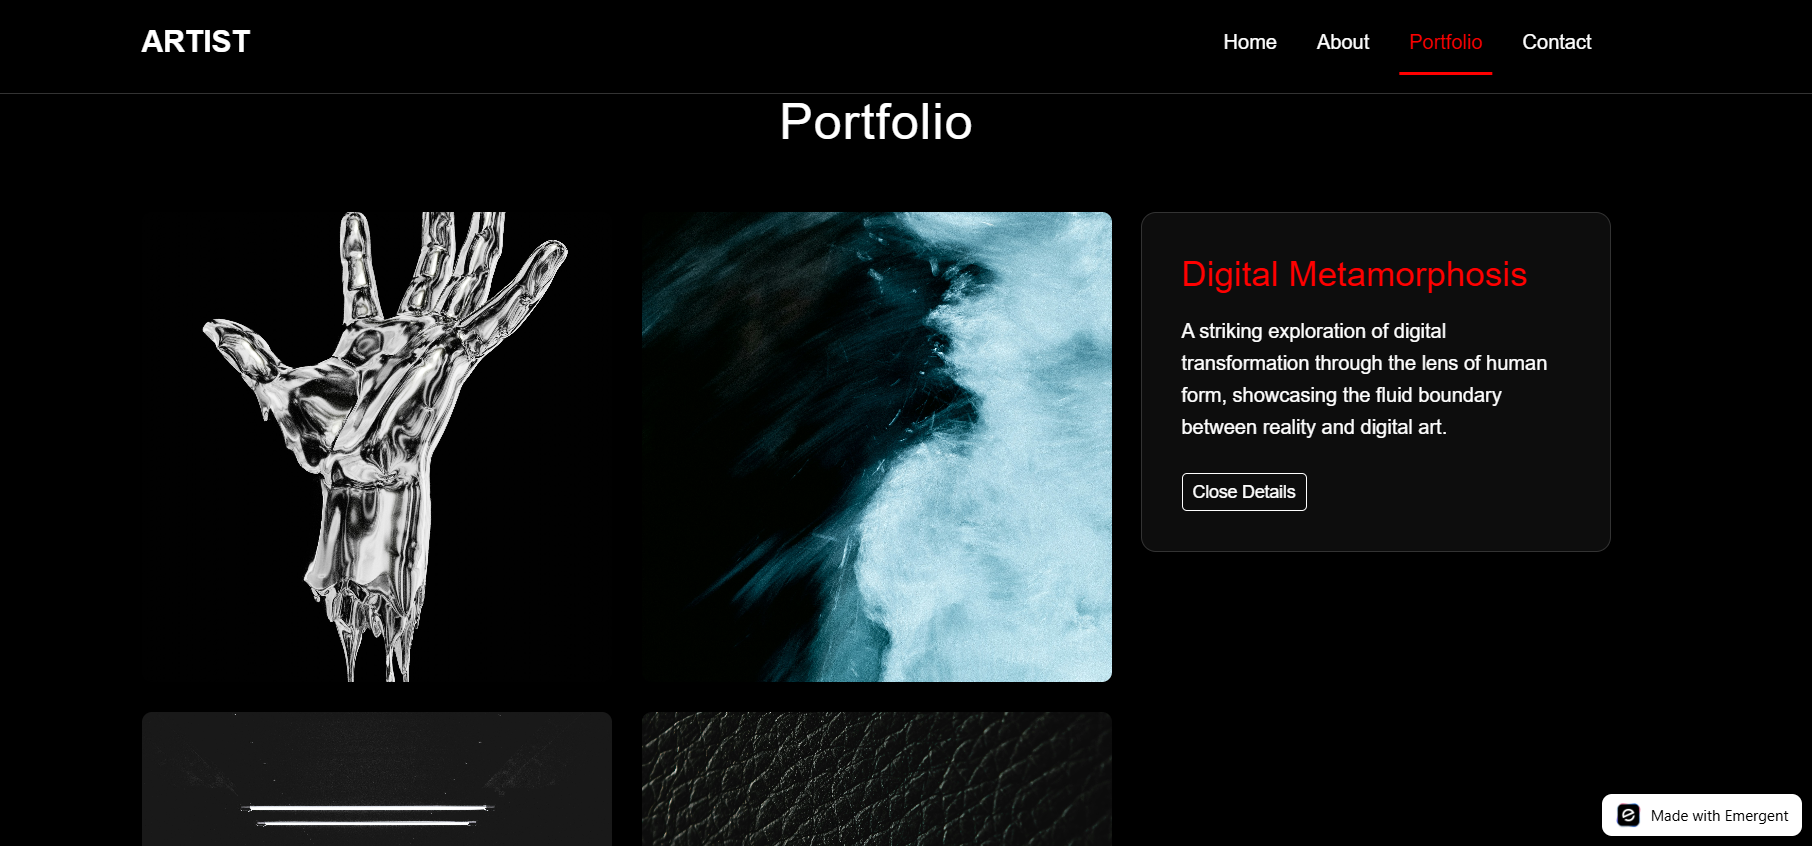 ARTIST
Home
About
Portfolio
Contact
Portfolio
Digital Metamorphosis
A striking exploration of digital
transformation through the lens of human
form, showcasing the fluid boundary
between reality and digital art.
Close Details
Made with Emergent